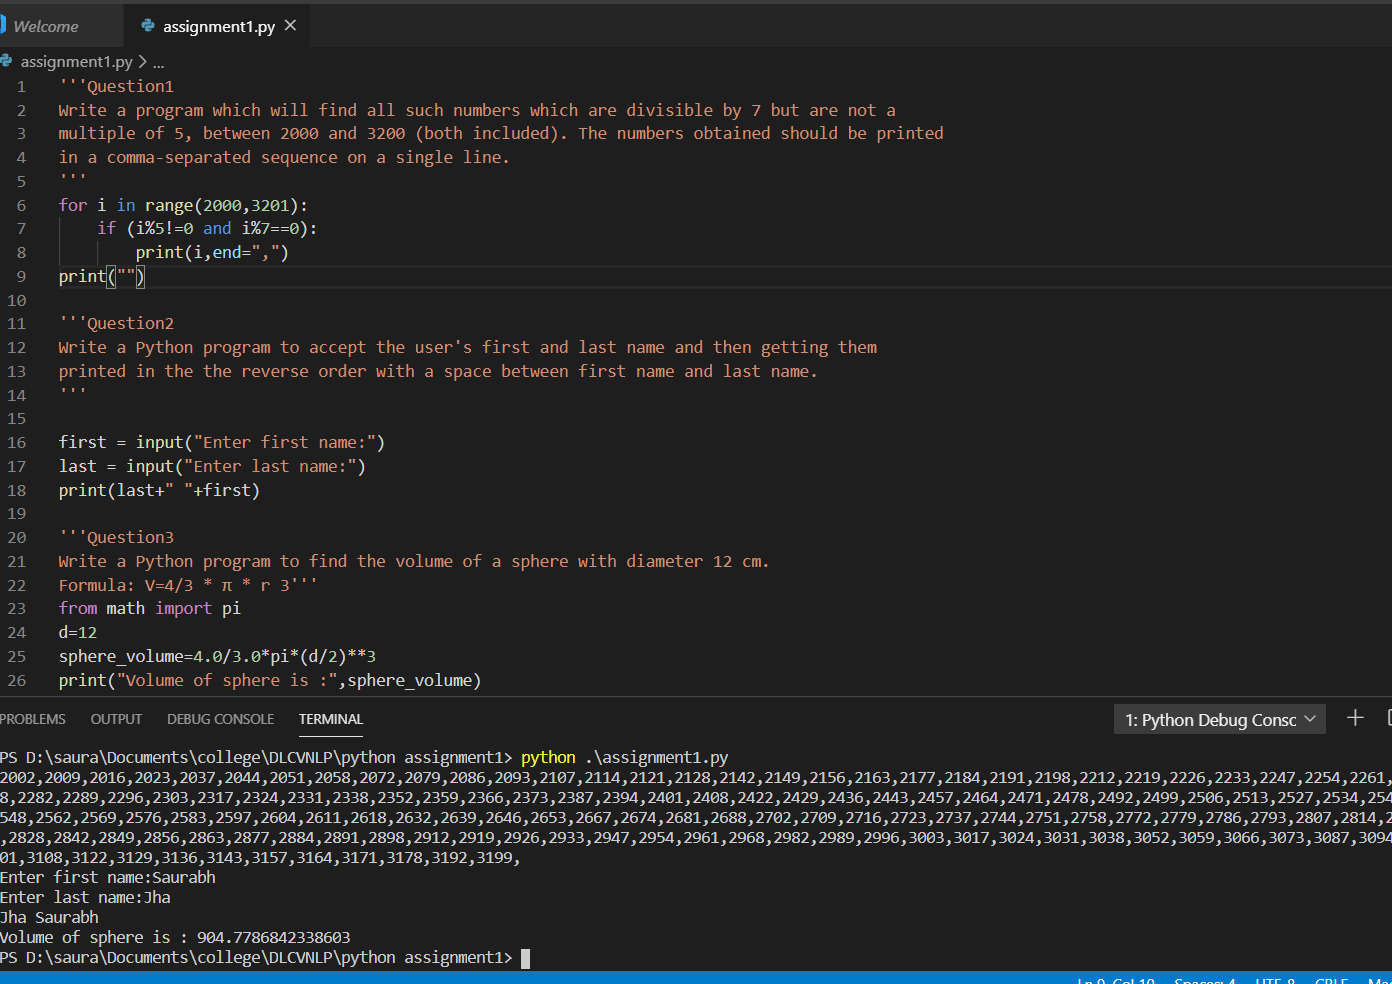 Welcome
assignment1.py
assignment1.py > ...
1 '''Question1
2 Write a program which will find all such numbers which are divisible by 7 but are not a
3 multiple of 5, between 2000 and 3200 (both included). The numbers obtained should be printed
4 in a comma-separated sequence on a single line.
5 '''
6 for i in range(2000,3201):
7     if (i%5!=0 and i%7==0):
8         print(i,end=",")
9 print("")
10
11 '''Question2
12 Write a Python program to accept the user's first and last name and then getting them
13 printed in the the reverse order with a space between first name and last name.
14 '''
15
16 first = input("Enter first name:")
17 last = input("Enter last name:")
18 print(last+" "+first)
19
20 '''Question3
21 Write a Python program to find the volume of a sphere with diameter 12 cm.
22 Formula: V=4/3 * π * r 3'''
23 from math import pi
24 d=12
25 sphere_volume=4.0/3.0*pi*(d/2)**3
26 print("Volume of sphere is :",sphere_volume)
PROBLEMS OUTPUT DEBUG CONSOLE TERMINAL 1: Python Debug Consc
PS D:\saura\Documents\college\DLCVNLP\python assignment1> python .\assignment1.py
2002,2009,2016,2023,2037,2044,2051,2058,2072,2079,2086,2093,2107,2114,2121,2128,2142,2149,2156,2163,2177,2184,2191,2198,2212,2219,2226,2233,2247,2254,2261,
8,2282,2289,2296,2303,2317,2324,2331,2338,2352,2359,2366,2373,2387,2394,2401,2408,2422,2429,2436,2443,2457,2464,2471,2478,2492,2499,2506,2513,2527,2534,254
548,2562,2569,2576,2583,2597,2604,2611,2618,2632,2639,2646,2653,2667,2674,2681,2688,2702,2709,2716,2723,2737,2744,2751,2758,2772,2779,2786,2793,2807,2814,2
,2828,2842,2849,2856,2863,2877,2884,2891,2898,2912,2919,2926,2933,2947,2954,2961,2968,2982,2989,2996,3003,3017,3024,3031,3038,3052,3059,3066,3073,3087,3094
01,3108,3122,3129,3136,3143,3157,3164,3171,3178,3192,3199,
Enter first name:Saurabh
Enter last name:Jha
Jha Saurabh
Volume of sphere is : 904.7786842338603
PS D:\saura\Documents\college\DLCVNLP\python assignment1>
Ln 9, Col 10 Spaces: 4 UTF-8 CRLF